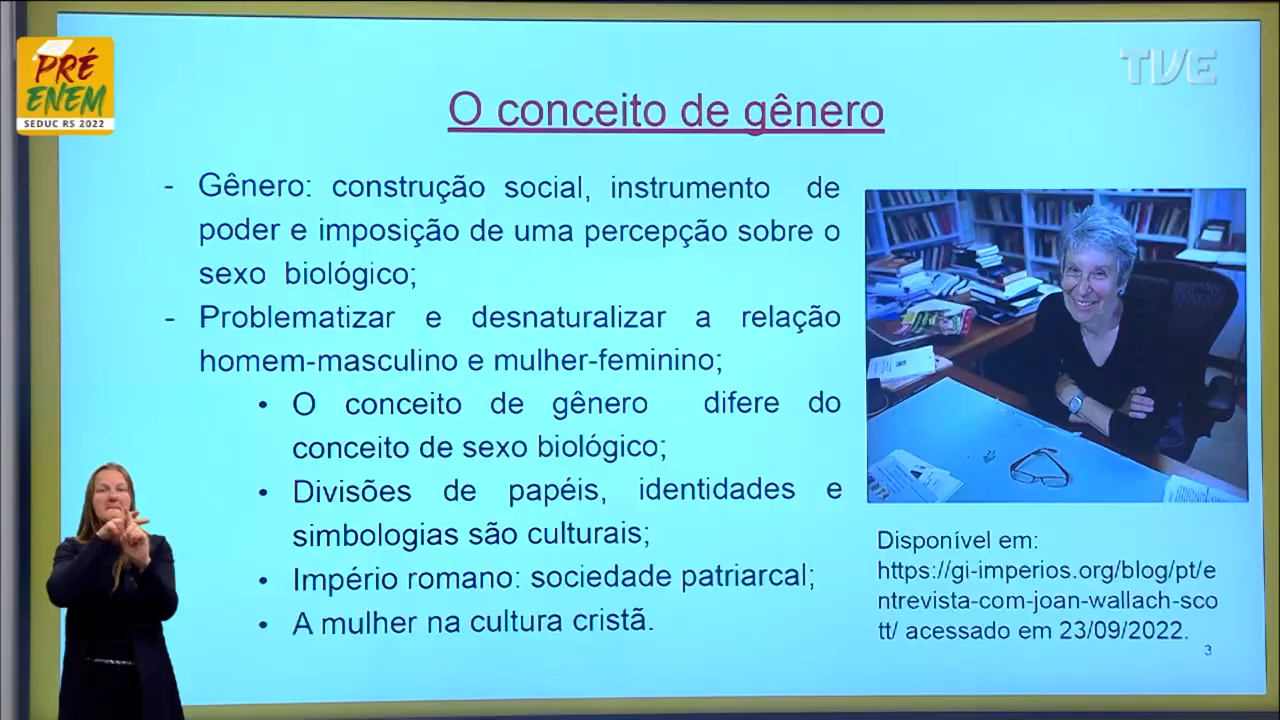 PRÉ
ENEM
SEDUC RS 2022
TVE
O conceito de gênero
- Gênero: construção social, instrumento de
poder e imposição de uma percepção sobre o
sexo biológico;
- Problematizar e desnaturalizar a relação
homem-masculino e mulher-feminino;
• O conceito de gênero difere do
conceito de sexo biológico;
• Divisões de papéis, identidades e
simbologias são culturais;
• Império romano: sociedade patriarcal;
• A mulher na cultura cristã.
Disponível em:
https://gi-imperios.org/blog/pt/e
ntrevista-com-joan-wallach-sco
tt/ acessado em 23/09/2022.
3